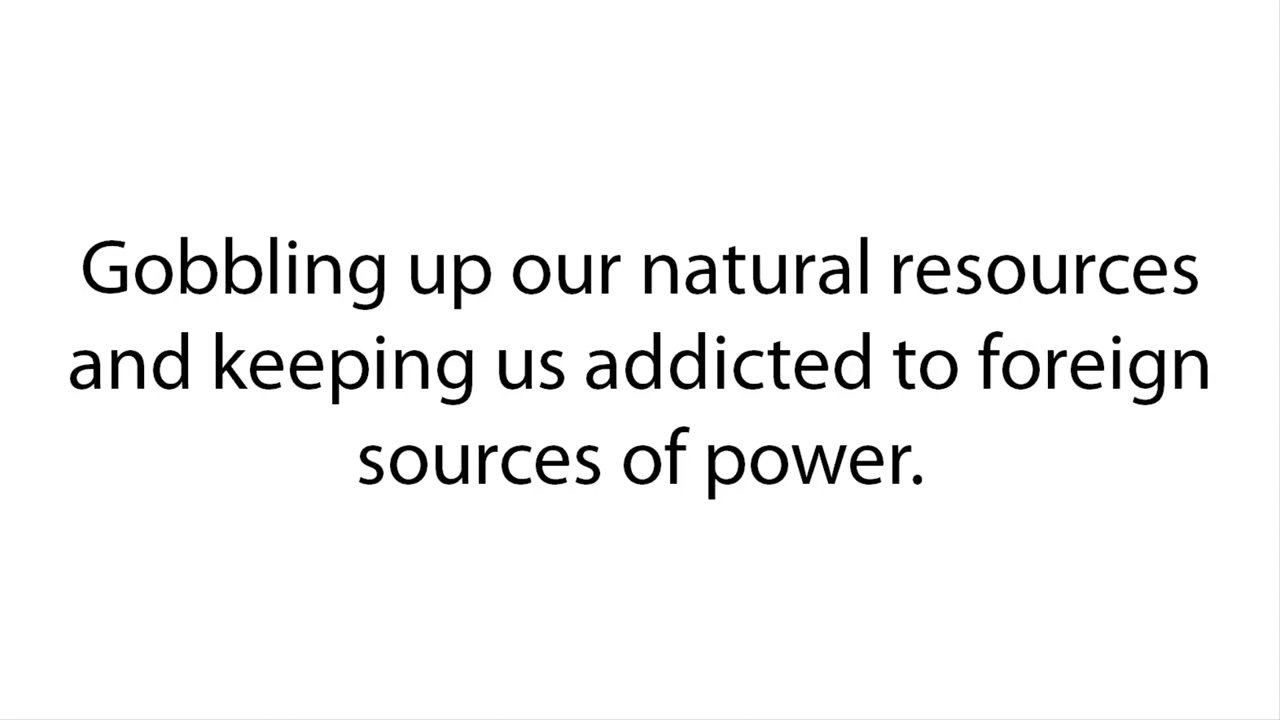 Gobbling up our natural resources
and keeping us addicted to foreign
sources of power.